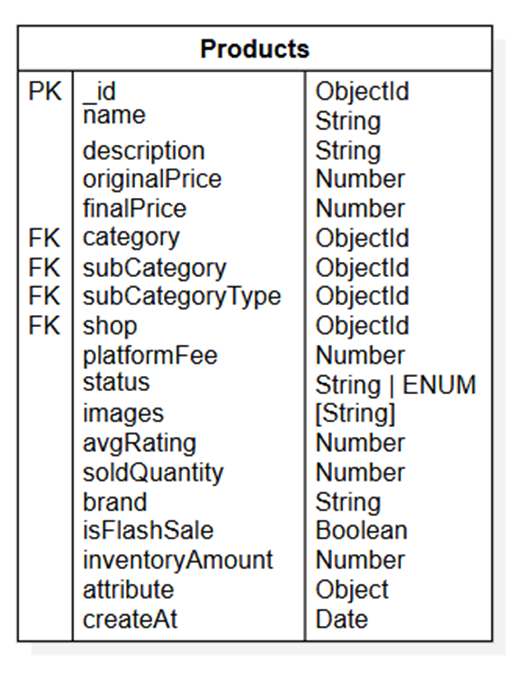 Products
PK _id ObjectId
name String
description String
originalPrice Number
finalPrice Number
FK category ObjectId
FK subCategory ObjectId
FK subCategoryType ObjectId
FK shop ObjectId
platformFee Number
status String | ENUM
images [String]
avgRating Number
soldQuantity Number
brand String
isFlashSale Boolean
inventoryAmount Number
attribute Object
createAt Date